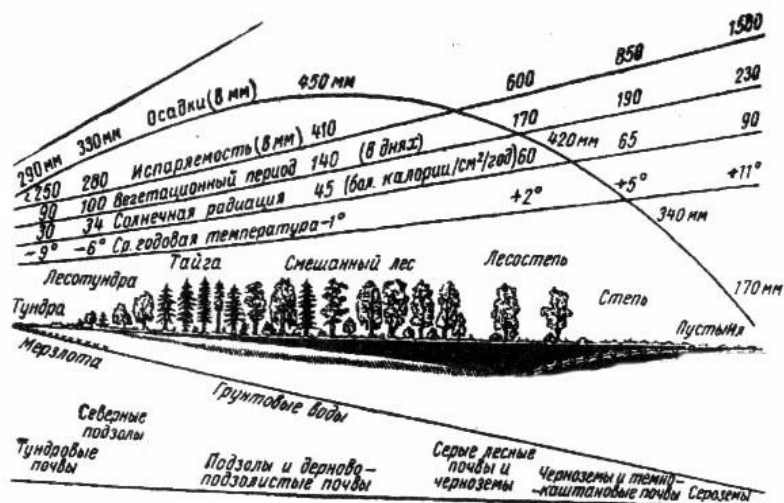 290 мм 330 мм Осадки (в мм) 450 мм 600 850 1500
<250 280 Испаряемость (в мм) 410 170 190 230
90 100 Вегетационный период 140 (в днях) 420 мм 65 90
30 34 Солнечная радиация 45 (бол. калории/см²/год) 60
-9° -6° Ср. годовая температура -1° +2° +5° +11°
340 мм
170 мм
Лесотундра Тайга Смешанный лес Лесостепь
Тундра Степь Пустыня
Мерзлота
Грунтовые воды
Северные
подзолы
Тундровые
почвы
Подзолы и дерново-
подзолистые почвы
Серые лесные
почвы и
черноземы
Черноземы и темно-
-каштановые почвы
Сероземы